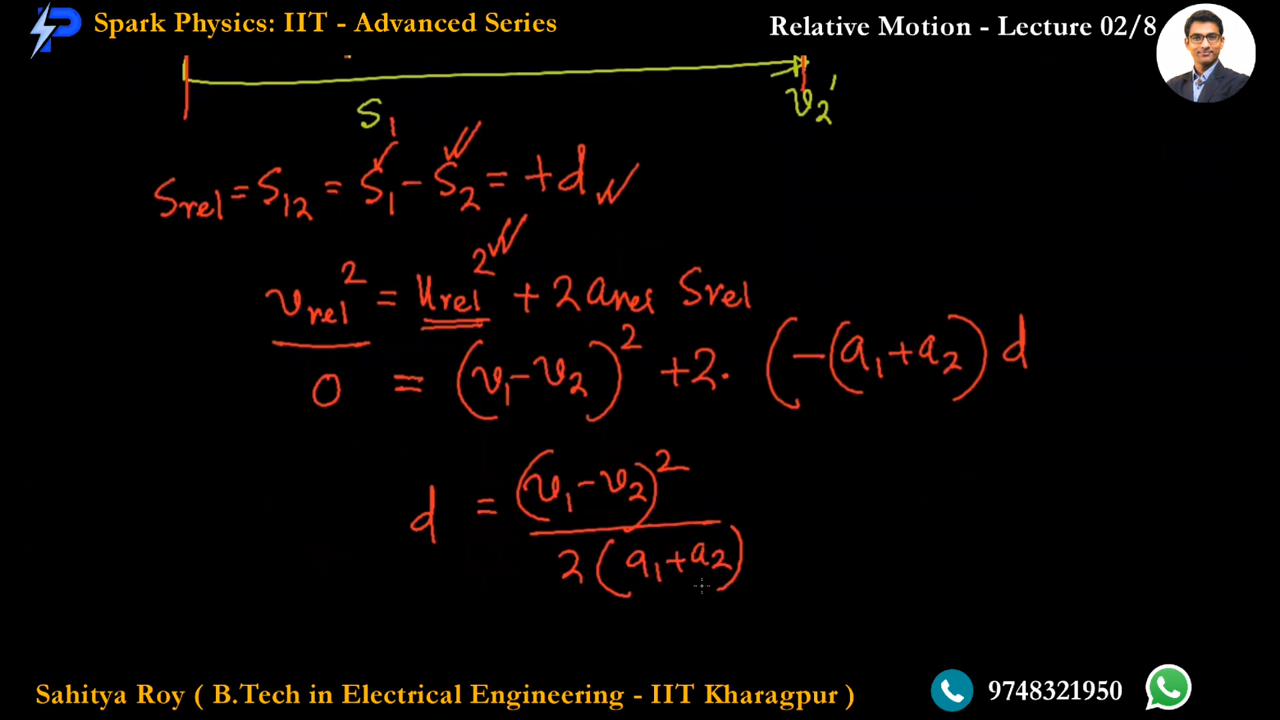 Spark Physics: IIT - Advanced Series
Relative Motion - Lecture 02/8
S₁
v₂'
Srel = S₁₂ = S₁ - S₂ = +d
vrel² = urel² + 2 arel Srel
0 = (v₁ - v₂)² + 2 · (-(a₁ + a₂) d
d = (v₁ - v₂)² / 2(a₁ + a₂)
Sahitya Roy ( B.Tech in Electrical Engineering - IIT Kharagpur )
9748321950